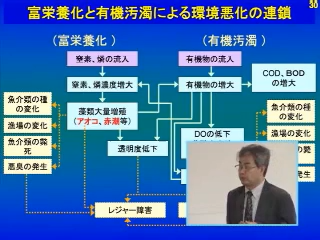 30
富栄養化と有機汚濁による環境悪化の連鎖
(富栄養化 )
(有機汚濁 )
窒素、燐の流入
有機物の流入
窒素、燐濃度増大
有機物の増大
COD、BOD
の増大
魚介類の種
の変化
漁場の変化
魚介類の斃
死
悪臭の発生
藻類大量増殖
(アオコ、赤潮等)
透明度低下
DOの低下
魚介類の種
の変化
漁場の変化
の斃
発生
レジャー障害